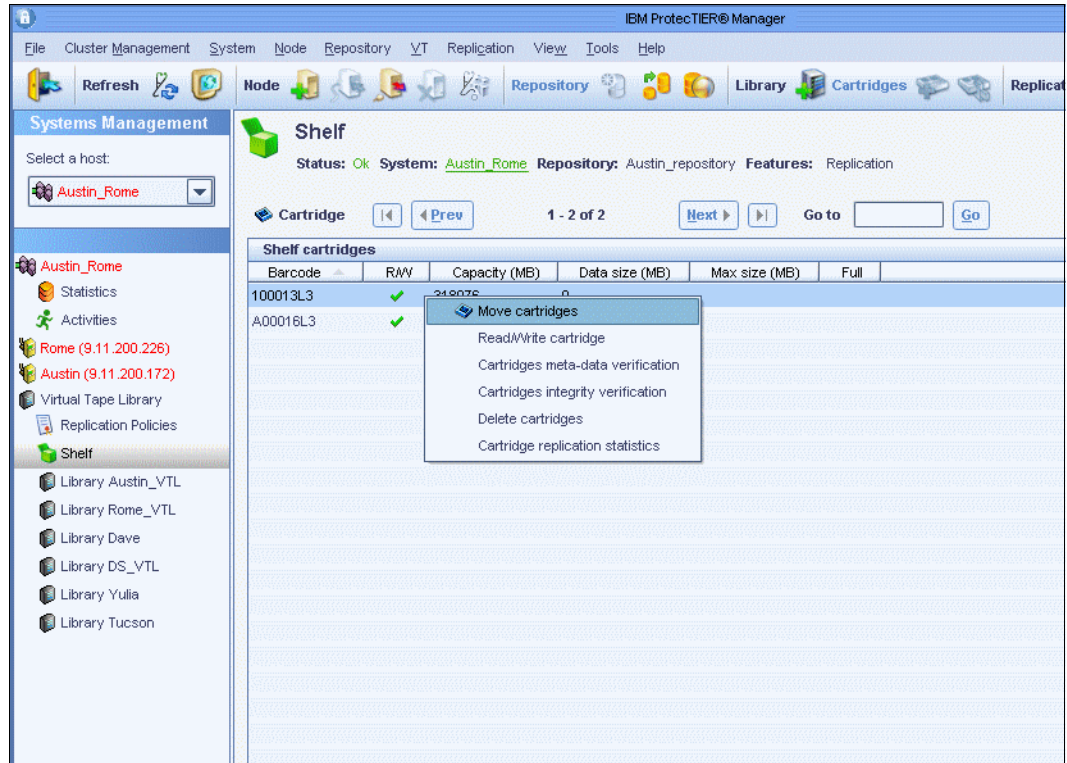 IBM ProtecTIER® Manager
File Cluster Management System Node Repository VT Replication View Tools Help
Refresh Node Repository Library Cartridges Replicat
Systems Management
Select a host:
Austin_Rome
Austin_Rome
Statistics
Activities
Rome (9.11.200.226)
Austin (9.11.200.172)
Virtual Tape Library
Replication Policies
Shelf
Library Austin_VTL
Library Rome_VTL
Library Dave
Library DS_VTL
Library Yulia
Library Tucson
Shelf
Status: Ok System: Austin_Rome Repository: Austin_repository Features: Replication
Cartridge Prev 1 - 2 of 2 Next Go to Go
Shelf cartridges
Barcode R/W Capacity (MB) Data size (MB) Max size (MB) Full
100013L3 318076 0
A00016L3
Move cartridges
Read/Write cartridge
Cartridges meta-data verification
Cartridges integrity verification
Delete cartridges
Cartridge replication statistics